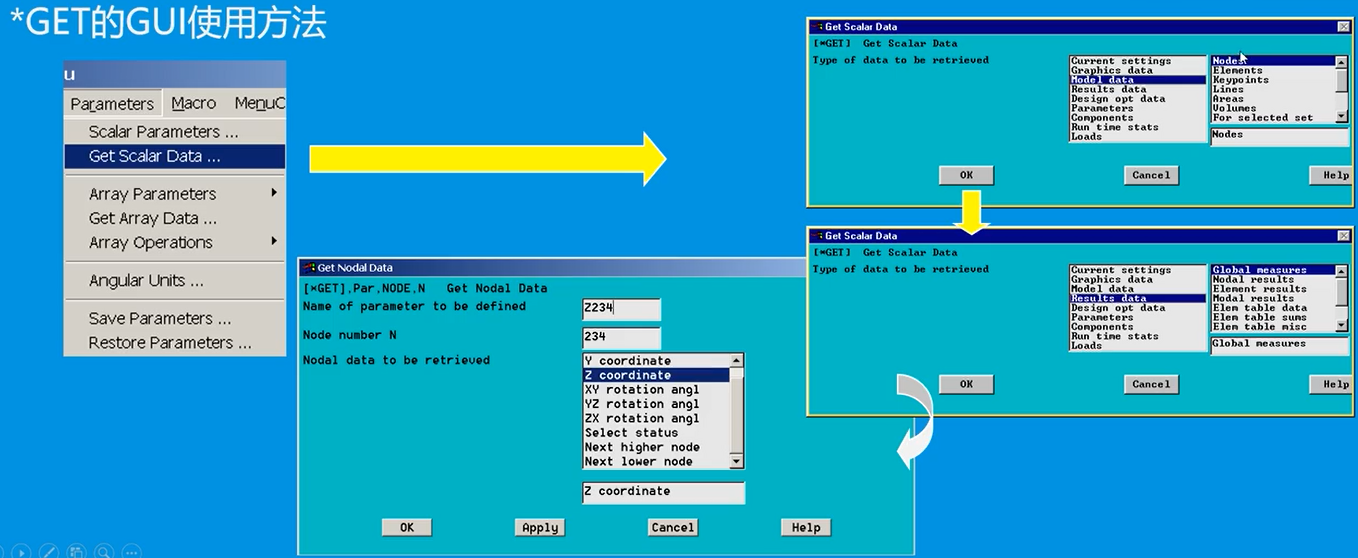 *GET的GUI使用方法
u
Parameters Macro MenuC
Scalar Parameters ...
Get Scalar Data ...
Array Parameters
Get Array Data ...
Array Operations
Angular Units ...
Save Parameters ...
Restore Parameters ...
Get Scalar Data
[*GET] Get Scalar Data
Type of data to be retrieved
Current settings
Graphics data
Model data
Results data
Design opt data
Parameters
Components
Run time stats
Loads
Nodes
Elements
Keypoints
Lines
Areas
Volumes
For selected set
Nodes
OK Cancel Help
Get Scalar Data
[*GET] Get Scalar Data
Type of data to be retrieved
Current settings
Graphics data
Model data
Results data
Design opt data
Parameters
Components
Run time stats
Loads
Global measures
Nodal results
Element results
Modal results
Elem table data
Elem table sums
Elem table misc
Global measures
OK Cancel Help
Get Nodal Data
[*GET],Par,NODE,N Get Nodal Data
Name of parameter to be defined Z234
Node number N 234
Nodal data to be retrieved
Y coordinate
Z coordinate
XY rotation angl
YZ rotation angl
ZX rotation angl
Select status
Next higher node
Next lower node
Z coordinate
OK Apply Cancel Help